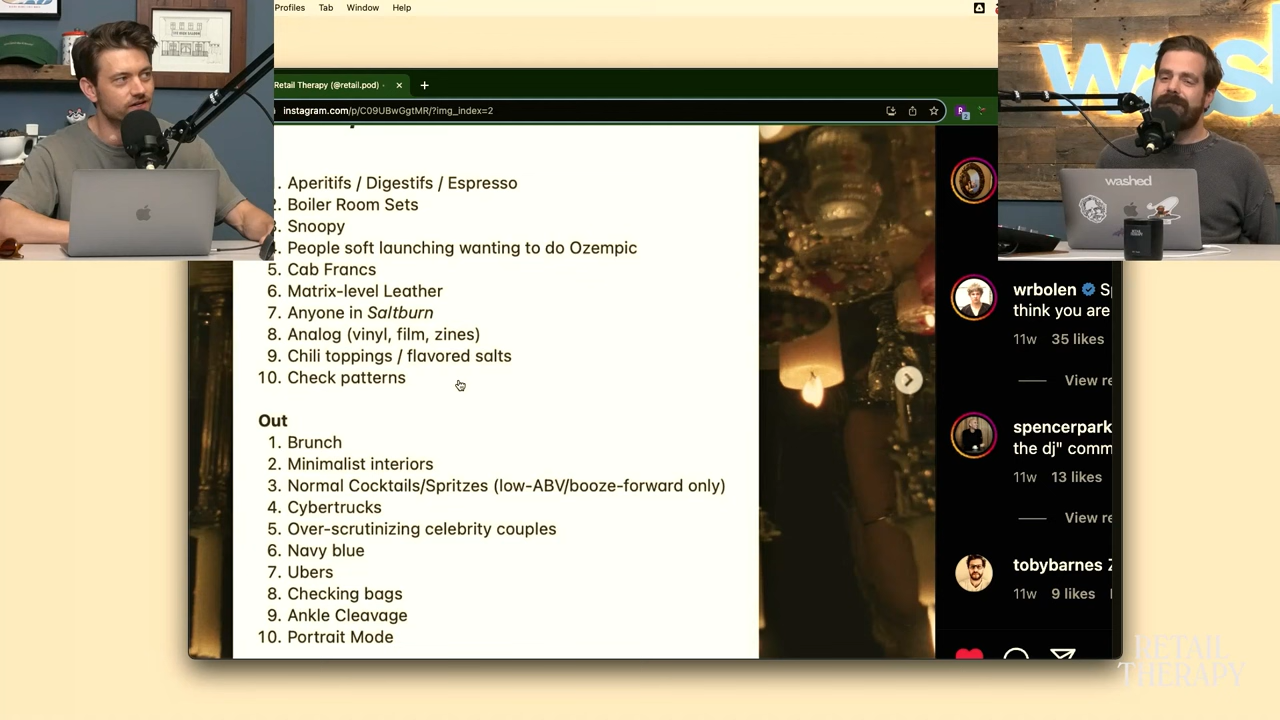 Profiles Tab Window Help
Retail Therapy (@retail.pod) ·
instagram.com/p/C09UBwGgtMR/?img_index=2
1. Aperitifs / Digestifs / Espresso
2. Boiler Room Sets
3. Snoopy
4. People soft launching wanting to do Ozempic
5. Cab Francs
6. Matrix-level Leather
7. Anyone in Saltburn
8. Analog (vinyl, film, zines)
9. Chili toppings / flavored salts
10. Check patterns
Out
1. Brunch
2. Minimalist interiors
3. Normal Cocktails/Spritzes (low-ABV/booze-forward only)
4. Cybertrucks
5. Over-scrutinizing celebrity couples
6. Navy blue
7. Ubers
8. Checking bags
9. Ankle Cleavage
10. Portrait Mode
wrbolen
think you are
11w 35 likes
View re
spencerpark
the dj" comm
11w 13 likes
View re
tobybarnes
11w 9 likes
was
washed
RETAIL
THERAPY